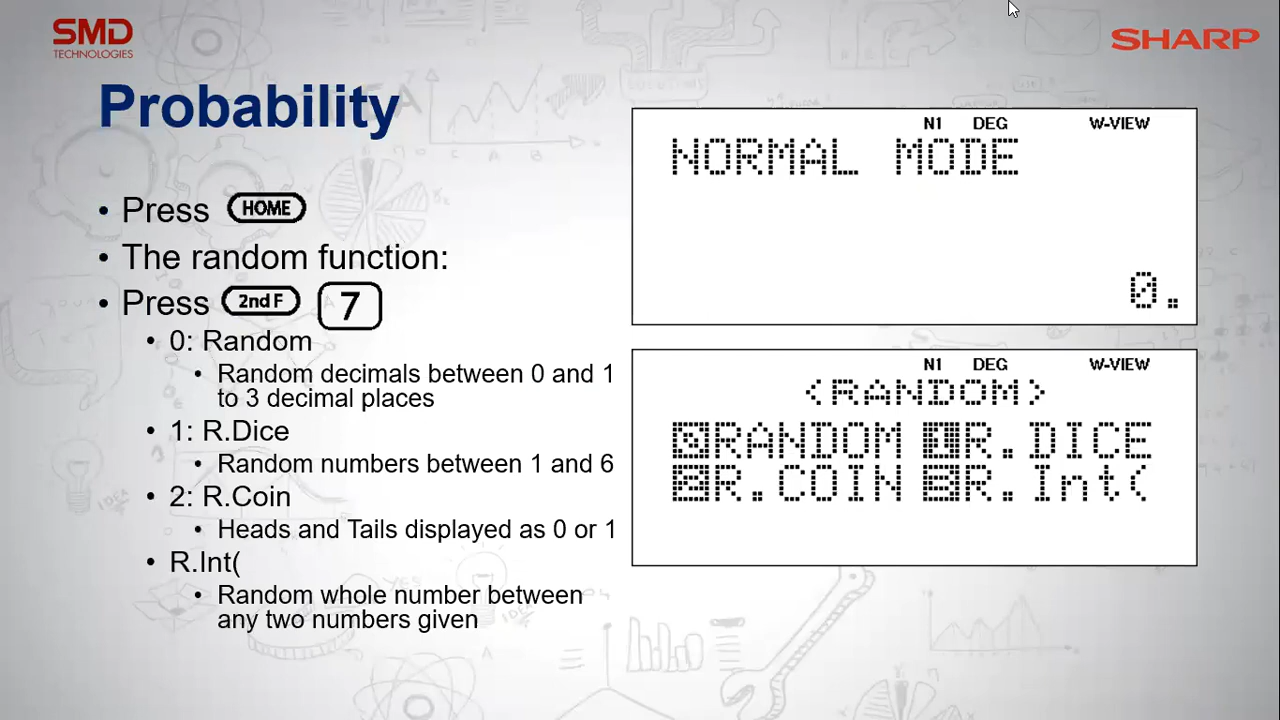 SMD
TECHNOLOGIES
SHARP
Probability
• Press HOME
• The random function:
• Press 2nd F 7
• 0: Random
• Random decimals between 0 and 1
to 3 decimal places
• 1: R.Dice
• Random numbers between 1 and 6
• 2: R.Coin
• Heads and Tails displayed as 0 or 1
• R.Int(
• Random whole number between
any two numbers given
N1 DEG W-VIEW
NORMAL MODE
0.
N1 DEG W-VIEW
<RANDOM>
0RANDOM 1R.DICE
2R.COIN 3R.Int(